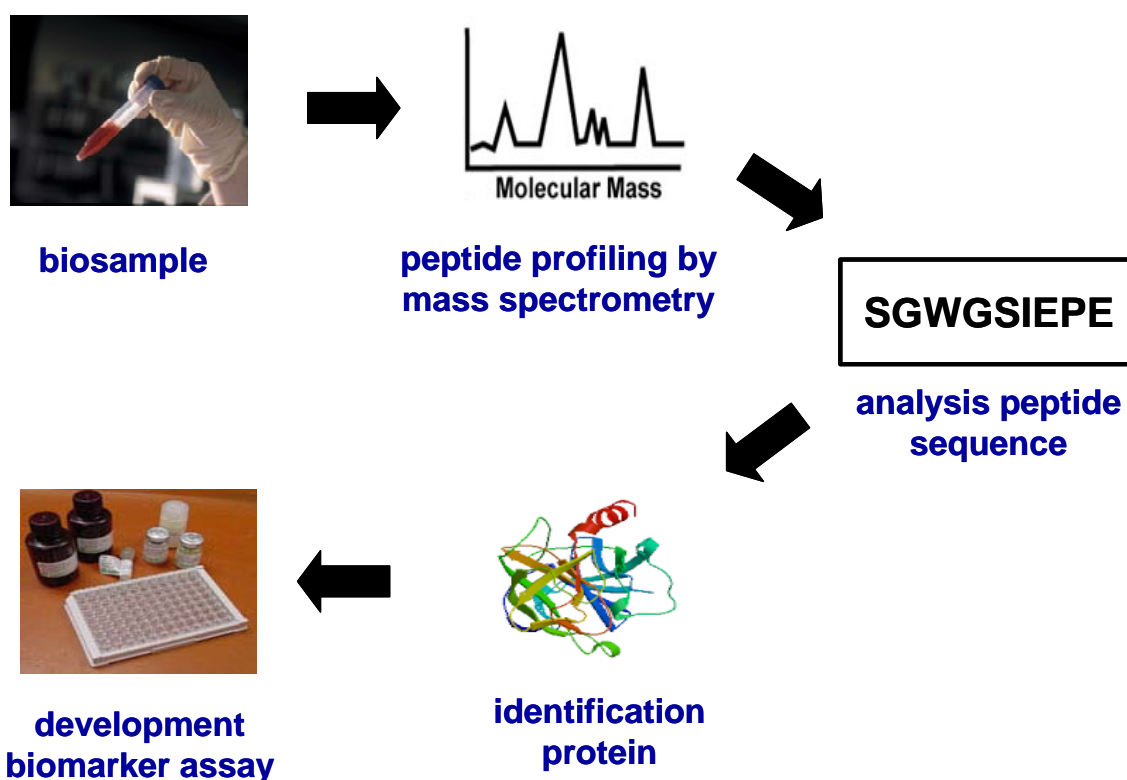 Molecular Mass
biosample
peptide profiling by
mass spectrometry
SGWGSIEPE
analysis peptide
sequence
identification
protein
development
biomarker assay